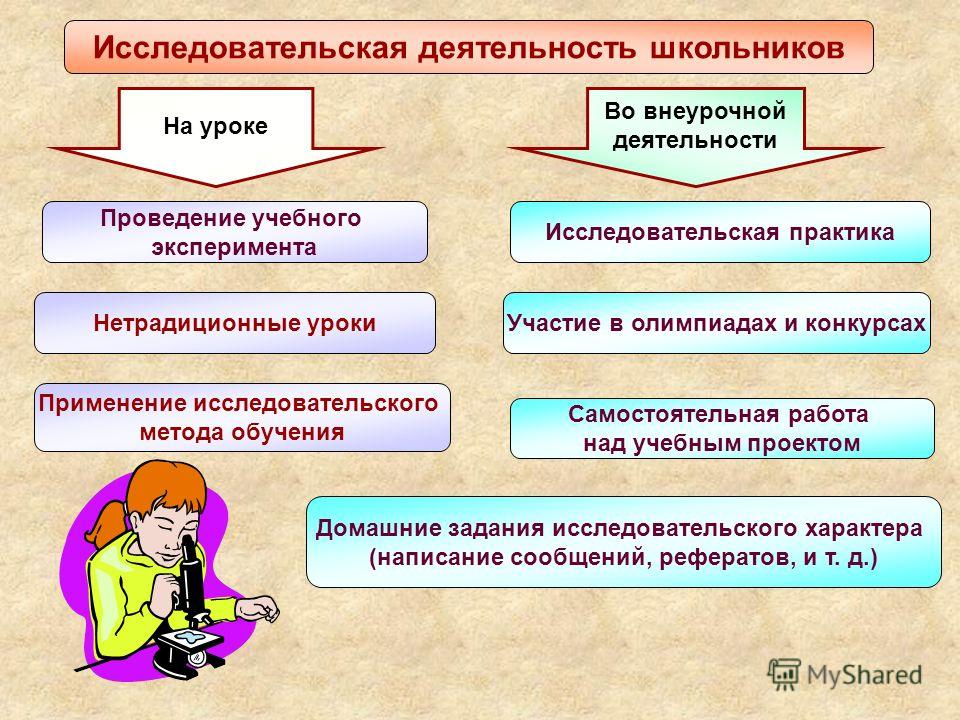 Исследовательская деятельность школьников
На уроке
Проведение учебного
эксперимента
Нетрадиционные уроки
Применение исследовательского
метода обучения
Во внеурочной
деятельности
Исследовательская практика
Участие в олимпиадах и конкурсах
Самостоятельная работа
над учебным проектом
Домашние задания исследовательского характера
(написание сообщений, рефератов, и т. д.)
MyShared